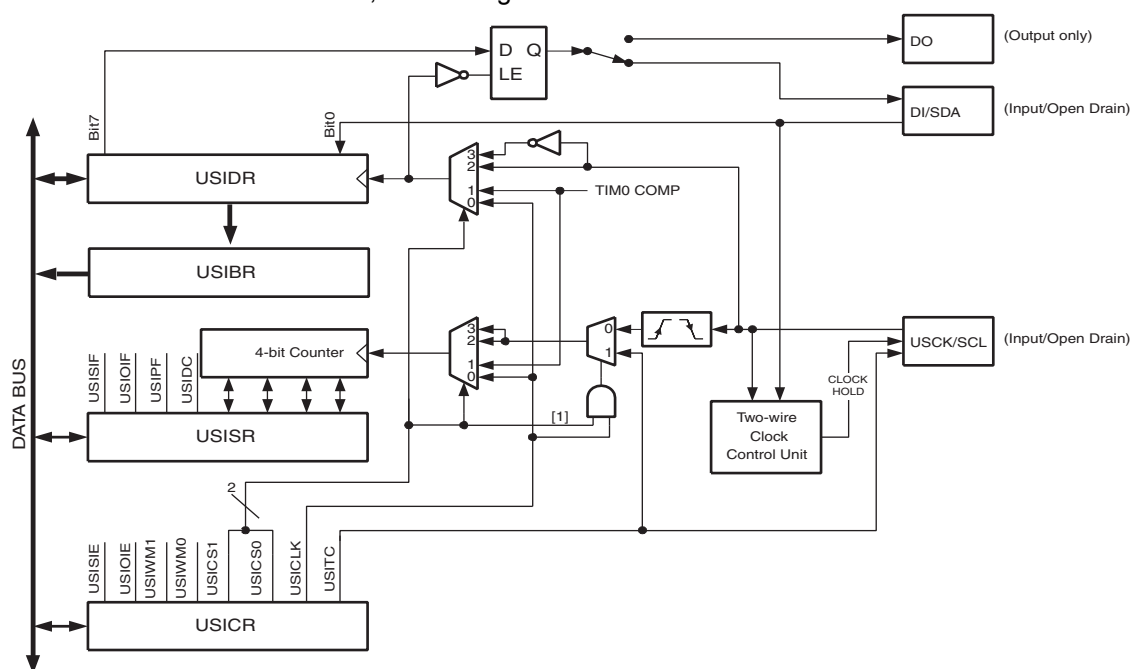 D Q
LE
DO
(Output only)
DI/SDA
(Input/Open Drain)
Bit7
Bit0
USIDR
3
2
1
0
TIM0 COMP
USIBR
DATA BUS
4-bit Counter
USISIF
USIOIF
USIPF
USIDC
USISR
3
2
1
0
0
1
[1]
USCK/SCL
(Input/Open Drain)
CLOCK
HOLD
Two-wire
Clock
Control Unit
2
USISIE
USIOIE
USIWM1
USIWM0
USICS1
USICS0
USICLK
USITC
USICR